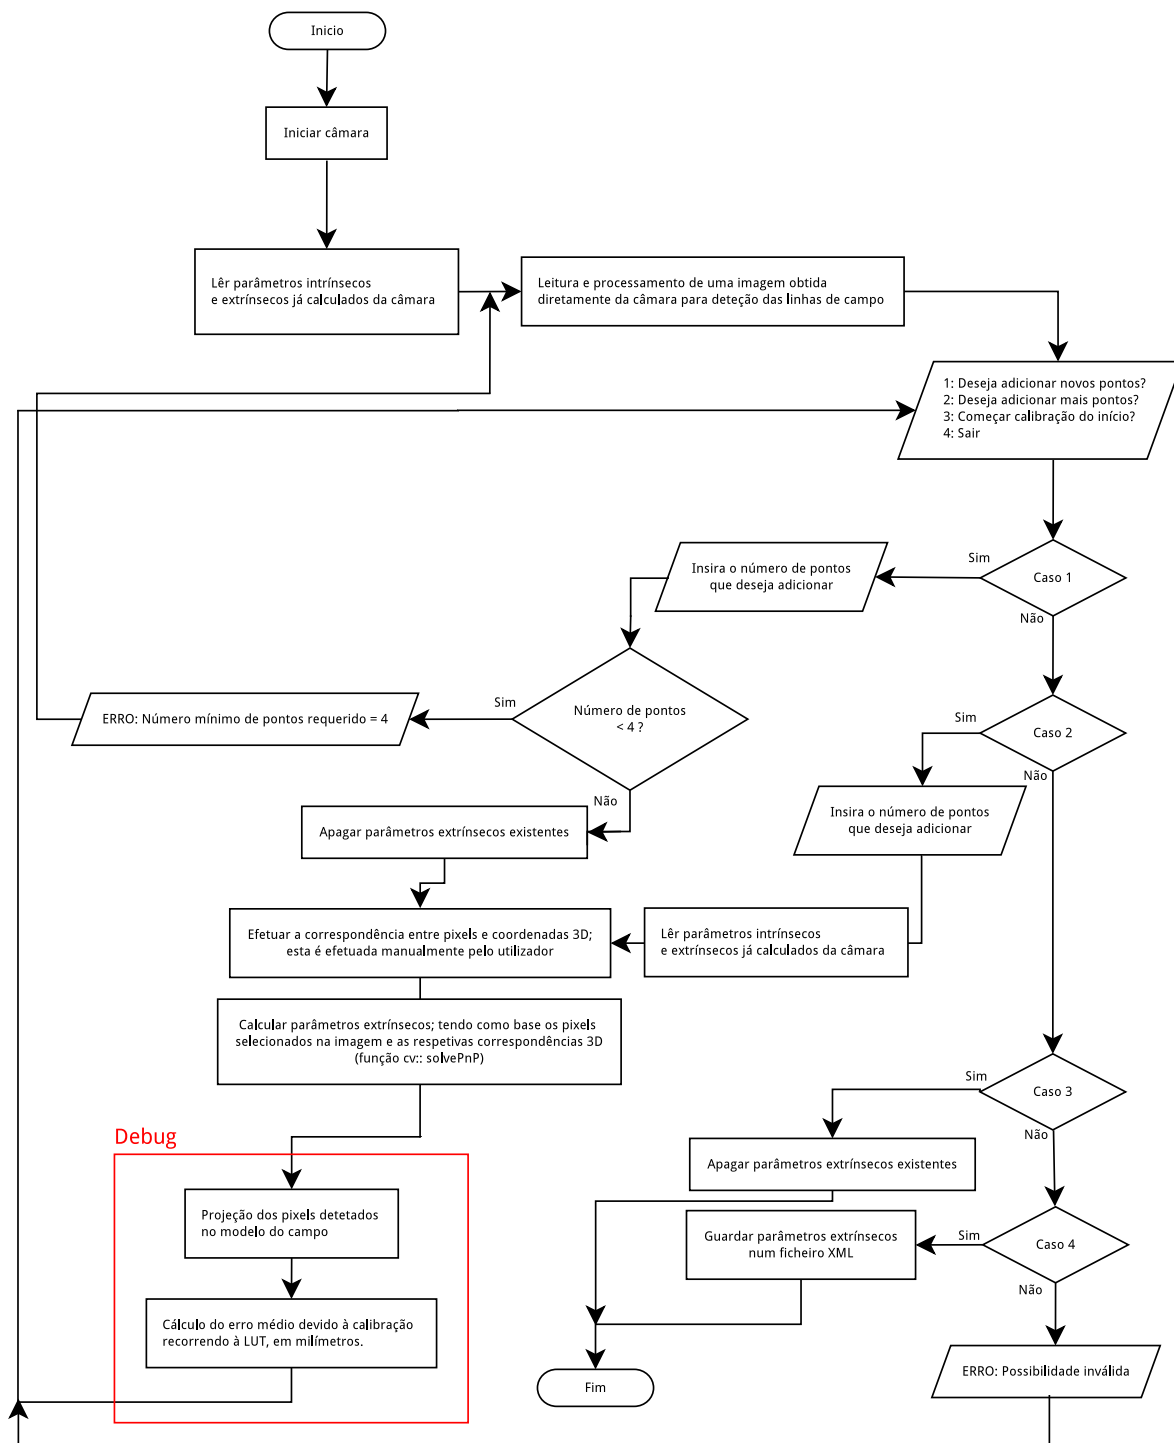 Inicio
Iniciar câmara
Lêr parâmetros intrínsecos
e extrínsecos já calculados da câmara
Leitura e processamento de uma imagem obtida
diretamente da câmara para deteção das linhas de campo
1: Deseja adicionar novos pontos?
2: Deseja adicionar mais pontos?
3: Começar calibração do início?
4: Sair
Sim
Caso 1
Não
Insira o número de pontos
que deseja adicionar
Sim
Número de pontos
< 4 ?
Não
ERRO: Número mínimo de pontos requerido = 4
Sim
Caso 2
Não
Insira o número de pontos
que deseja adicionar
Apagar parâmetros extrínsecos existentes
Efetuar a correspondência entre pixels e coordenadas 3D;
esta é efetuada manualmente pelo utilizador
Lêr parâmetros intrínsecos
e extrínsecos já calculados da câmara
Calcular parâmetros extrínsecos; tendo como base os pixels
selecionados na imagem e as respetivas correspondências 3D
(função cv:: solvePnP)
Sim
Caso 3
Não
Debug
Apagar parâmetros extrínsecos existentes
Projeção dos pixels detetados
no modelo do campo
Guardar parâmetros extrínsecos
num ficheiro XML
Sim
Caso 4
Não
Cálculo do erro médio devido à calibração
recorrendo à LUT, em milímetros.
Fim
ERRO: Possibilidade inválida